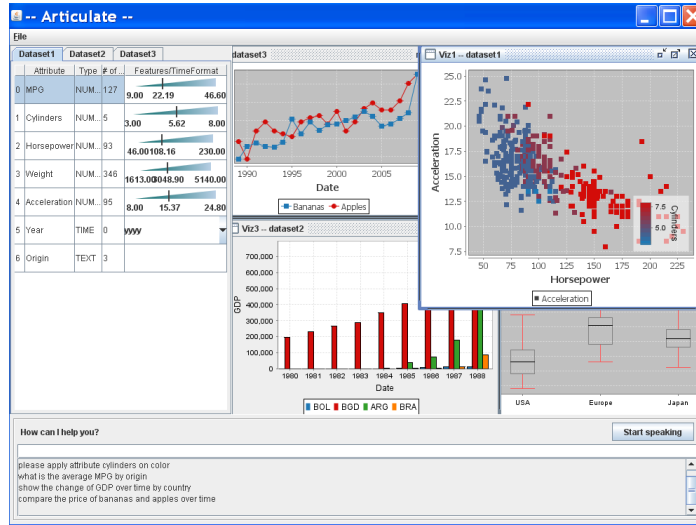 -- Articulate --
File
Dataset1 Dataset2 Dataset3
Attribute Type # of ... Features/TimeFormat
0 MPG NUM... 127 9.00 22.19 46.60
1 Cylinders NUM... 5 3.00 5.62 8.00
2 Horsepower NUM... 93 46.00 108.16 230.00
3 Weight NUM... 346 1613.00 3048.90 5140.00
4 Acceleration NUM... 95 8.00 15.37 24.80
5 Year TIME 0 yyyy
6 Origin TEXT 3
dataset3
1990 1995 2000 2005
Date
Bananas Apples
Viz1 -- dataset1
25.0
22.5
20.0
17.5
15.0
12.5
10.0
7.5
Acceleration
50 75 100 125 150 175 200 225
Horsepower
7.5
5.0
Cylinders
Acceleration
Viz3 -- dataset2
700,000
600,000
500,000
400,000
300,000
200,000
100,000
0
GDP
1980 1981 1982 1983 1984 1985 1986 1987 1988
Date
BOL BGD ARG BRA
USA Europe Japan
How can I help you?
Start speaking
please apply attribute cylinders on color
what is the average MPG by origin
show the change of GDP over time by country
compare the price of bananas and apples over time